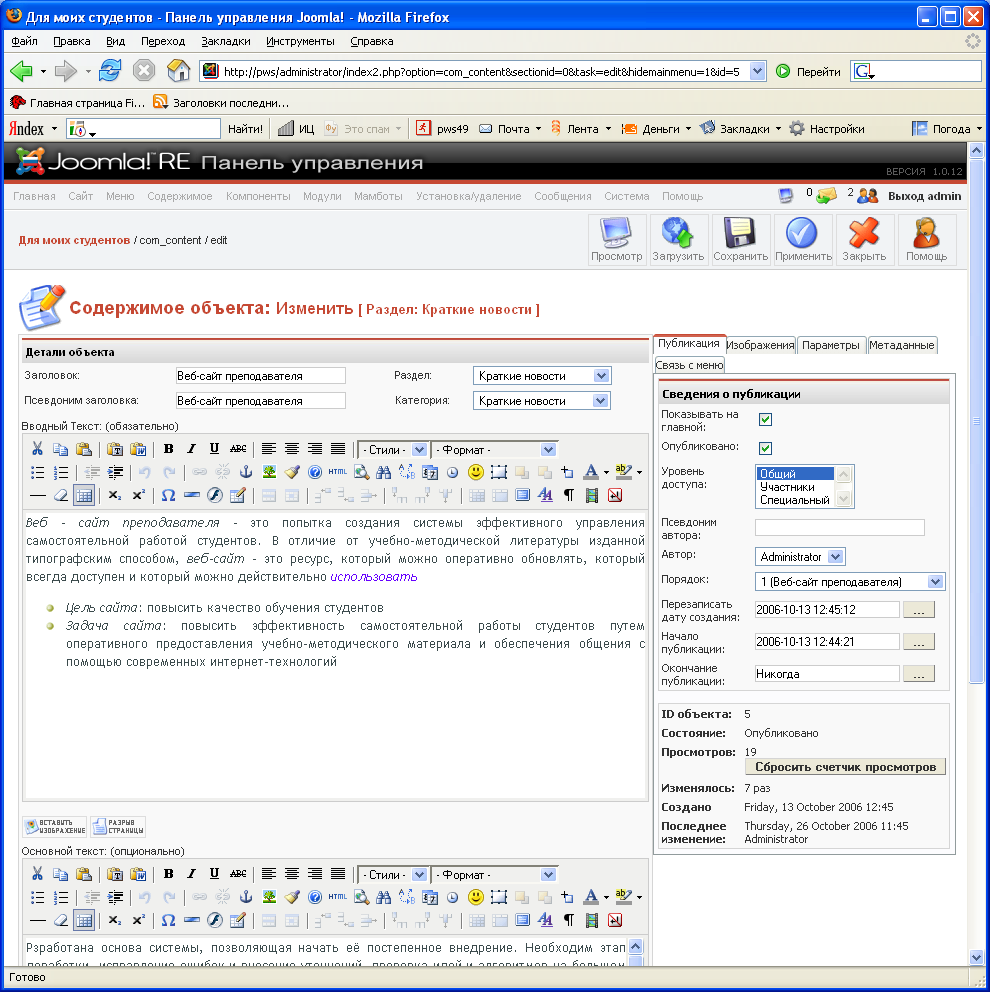 Для моих студентов - Панель управления Joomla! - Mozilla Firefox
Файл Правка Вид Переход Закладки Инструменты Справка
http://pws/administrator/index2.php?option=com_content&sectionid=0&task=edit&hidemainmenu=1&id=5 Перейти
Главная страница Fi... Заголовки последни...
Яndex Найти! ИЦ Это спам pws49 Почта Лента Деньги Закладки Настройки Погода
Joomla! RE Панель управления
ВЕРСИЯ 1.0.12
Главная Сайт Меню Содержимое Компоненты Модули Мамботы Установка/удаление Сообщения Система Помощь 0 2 Выход admin
Для моих студентов / com_content / edit
Просмотр Загрузить Сохранить Применить Закрыть Помощь
Содержимое объекта: Изменить [ Раздел: Краткие новости ]
Детали объекта
Заголовок: Веб-сайт преподавателя Раздел: Краткие новости
Псевдоним заголовка: Веб-сайт преподавателя Категория: Краткие новости
Вводный Текст: (обязательно)
- Стили - - Формат -
HTML
Веб - сайт преподавателя - это попытка создания системы эффективного управления
самостоятельной работой студентов. В отличие от учебно-методической литературы изданной
типографским способом, веб-сайт - это ресурс, который можно оперативно обновлять, который
всегда доступен и который можно действительно использовать
Цель сайта: повысить качество обучения студентов
Задача сайта: повысить эффективность самостоятельной работы студентов путем
оперативного предоставления учебно-методического материала и обеспечения общения с
помощью современных интернет-технологий
ВСТАВИТЬ ИЗОБРАЖЕНИЕ РАЗРЫВ СТРАНИЦЫ
Основной текст: (опционально)
- Стили - - Формат -
HTML
Рзработана основа системы, позволяющая начать её постепенное внедрение. Необходим этап
доработки, исправление ошибок и внесение уточнений, проверка идей и алгоритмов на большом
Публикация Изображения Параметры Метаданные
Связь с меню
Сведения о публикации
Показывать на
главной:
Опубликовано:
Уровень
доступа:
Общий
Участники
Специальный
Псевдоним
автора:
Автор: Administrator
Порядок: 1 (Веб-сайт преподавателя)
Перезаписать
дату создания: 2006-10-13 12:45:12 ...
Начало
публикации: 2006-10-13 12:44:21 ...
Окончание
публикации: Никогда ...
ID объекта: 5
Состояние: Опубликовано
Просмотров: 19
Сбросить счетчик просмотров
Изменялось: 7 раз
Создано Friday, 13 October 2006 12:45
Последнее Thursday, 26 October 2006 11:45
изменение: Administrator
Готово